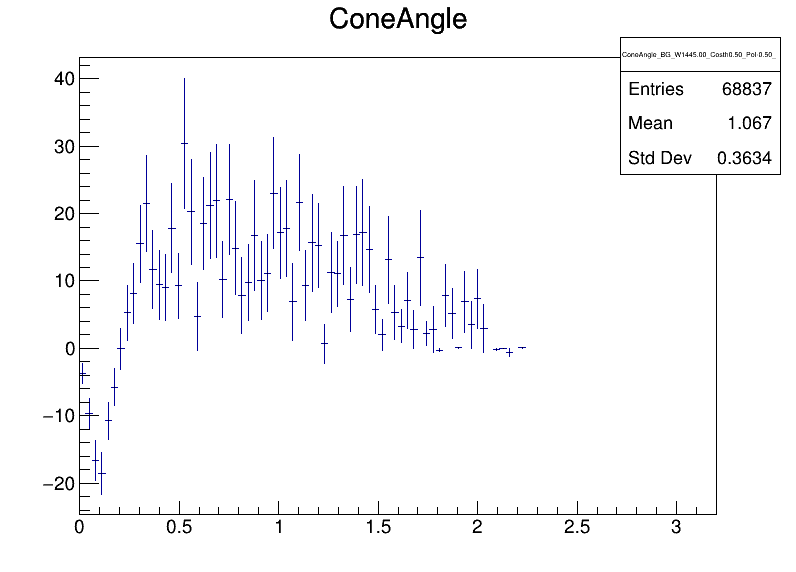 ConeAngle
ConeAngle_BG_W1445.00_Costh0.50_Pol-0.50_
Entries 68837
Mean 1.067
Std Dev 0.3634
40
30
20
10
0
−10
−20
0 0.5 1 1.5 2 2.5 3